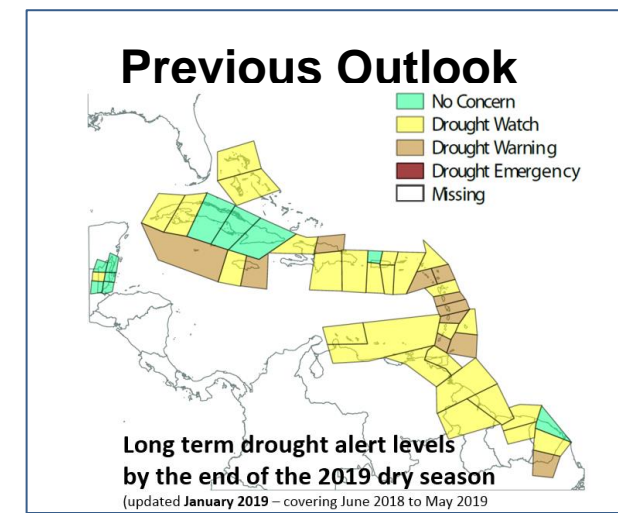 Previous Outlook
No Concern
Drought Watch
Drought Warning
Drought Emergency
Missing
Long term drought alert levels
by the end of the 2019 dry season
(updated January 2019 – covering June 2018 to May 2019